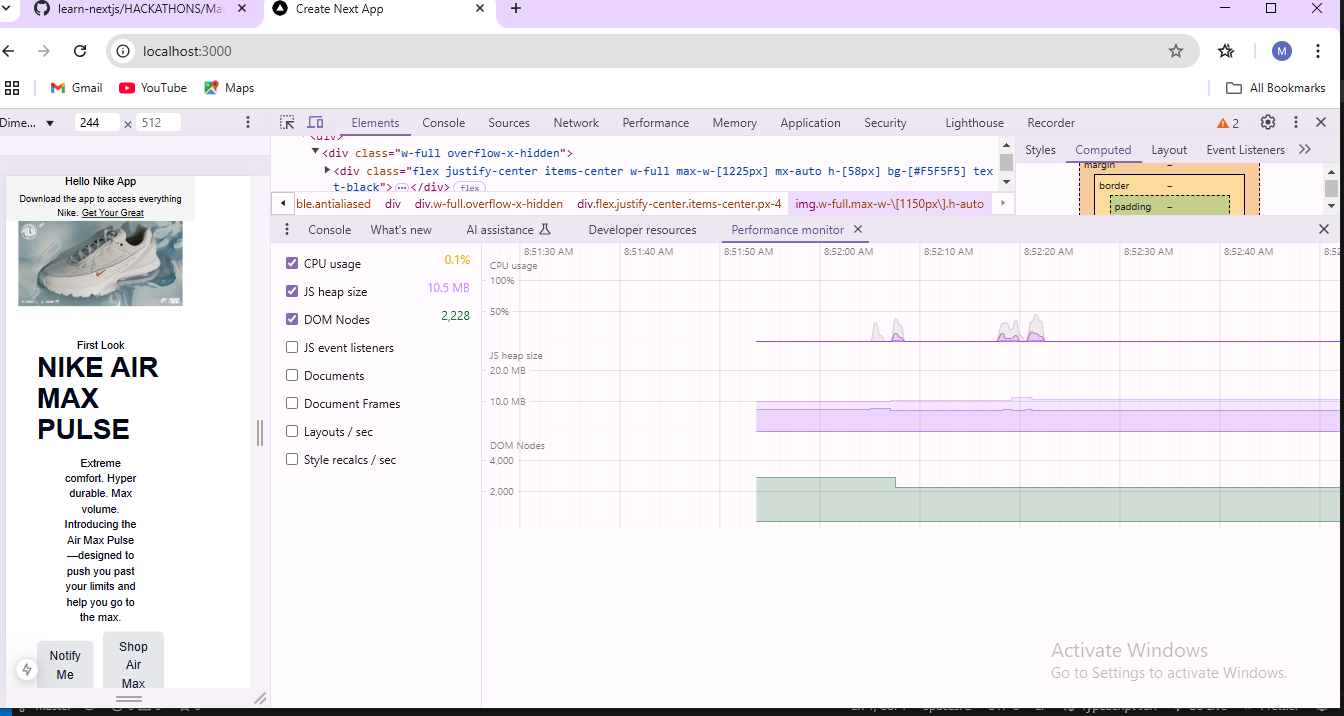 learn-nextjs/HACKATHONS/Ma
Create Next App
localhost:3000
M
Gmail
YouTube
Maps
All Bookmarks
Dime...
244
×
512
Elements
Console
Sources
Network
Performance
Memory
Application
Security
Lighthouse
Recorder
2
<div>
<div class="w-full overflow-x-hidden">
<div class="flex justify-center items-center w-full max-w-[1225px] mx-auto h-[58px] bg-[#F5F5F5] tex
t-black"> … </div> flex
ble.antialiased
div
div.w-full.overflow-x-hidden
div.flex.justify-center.items-center.px-4
img.w-full.max-w-\[1150px\].h-auto
Styles
Computed
Layout
Event Listeners
margin
–
border
–
padding
–
Console
What's new
AI assistance
Developer resources
Performance monitor
CPU usage
0.1%
JS heap size
10.5 MB
DOM Nodes
2,228
JS event listeners
Documents
Document Frames
Layouts / sec
Style recalcs / sec
8:51:30 AM
8:51:40 AM
8:51:50 AM
8:52:00 AM
8:52:10 AM
8:52:20 AM
8:52:30 AM
8:52:40 AM
8:52
CPU usage
100%
50%
JS heap size
20.0 MB
10.0 MB
DOM Nodes
4,000
2,000
Hello Nike App
Download the app to access everything
Nike. Get Your Great
First Look
NIKE AIR
MAX
PULSE
Extreme
comfort. Hyper
durable. Max
volume.
Introducing the
Air Max Pulse
—designed to
push you past
your limits and
help you go to
the max.
Notify
Me
Shop
Air
Max
Activate Windows
Go to Settings to activate Windows.